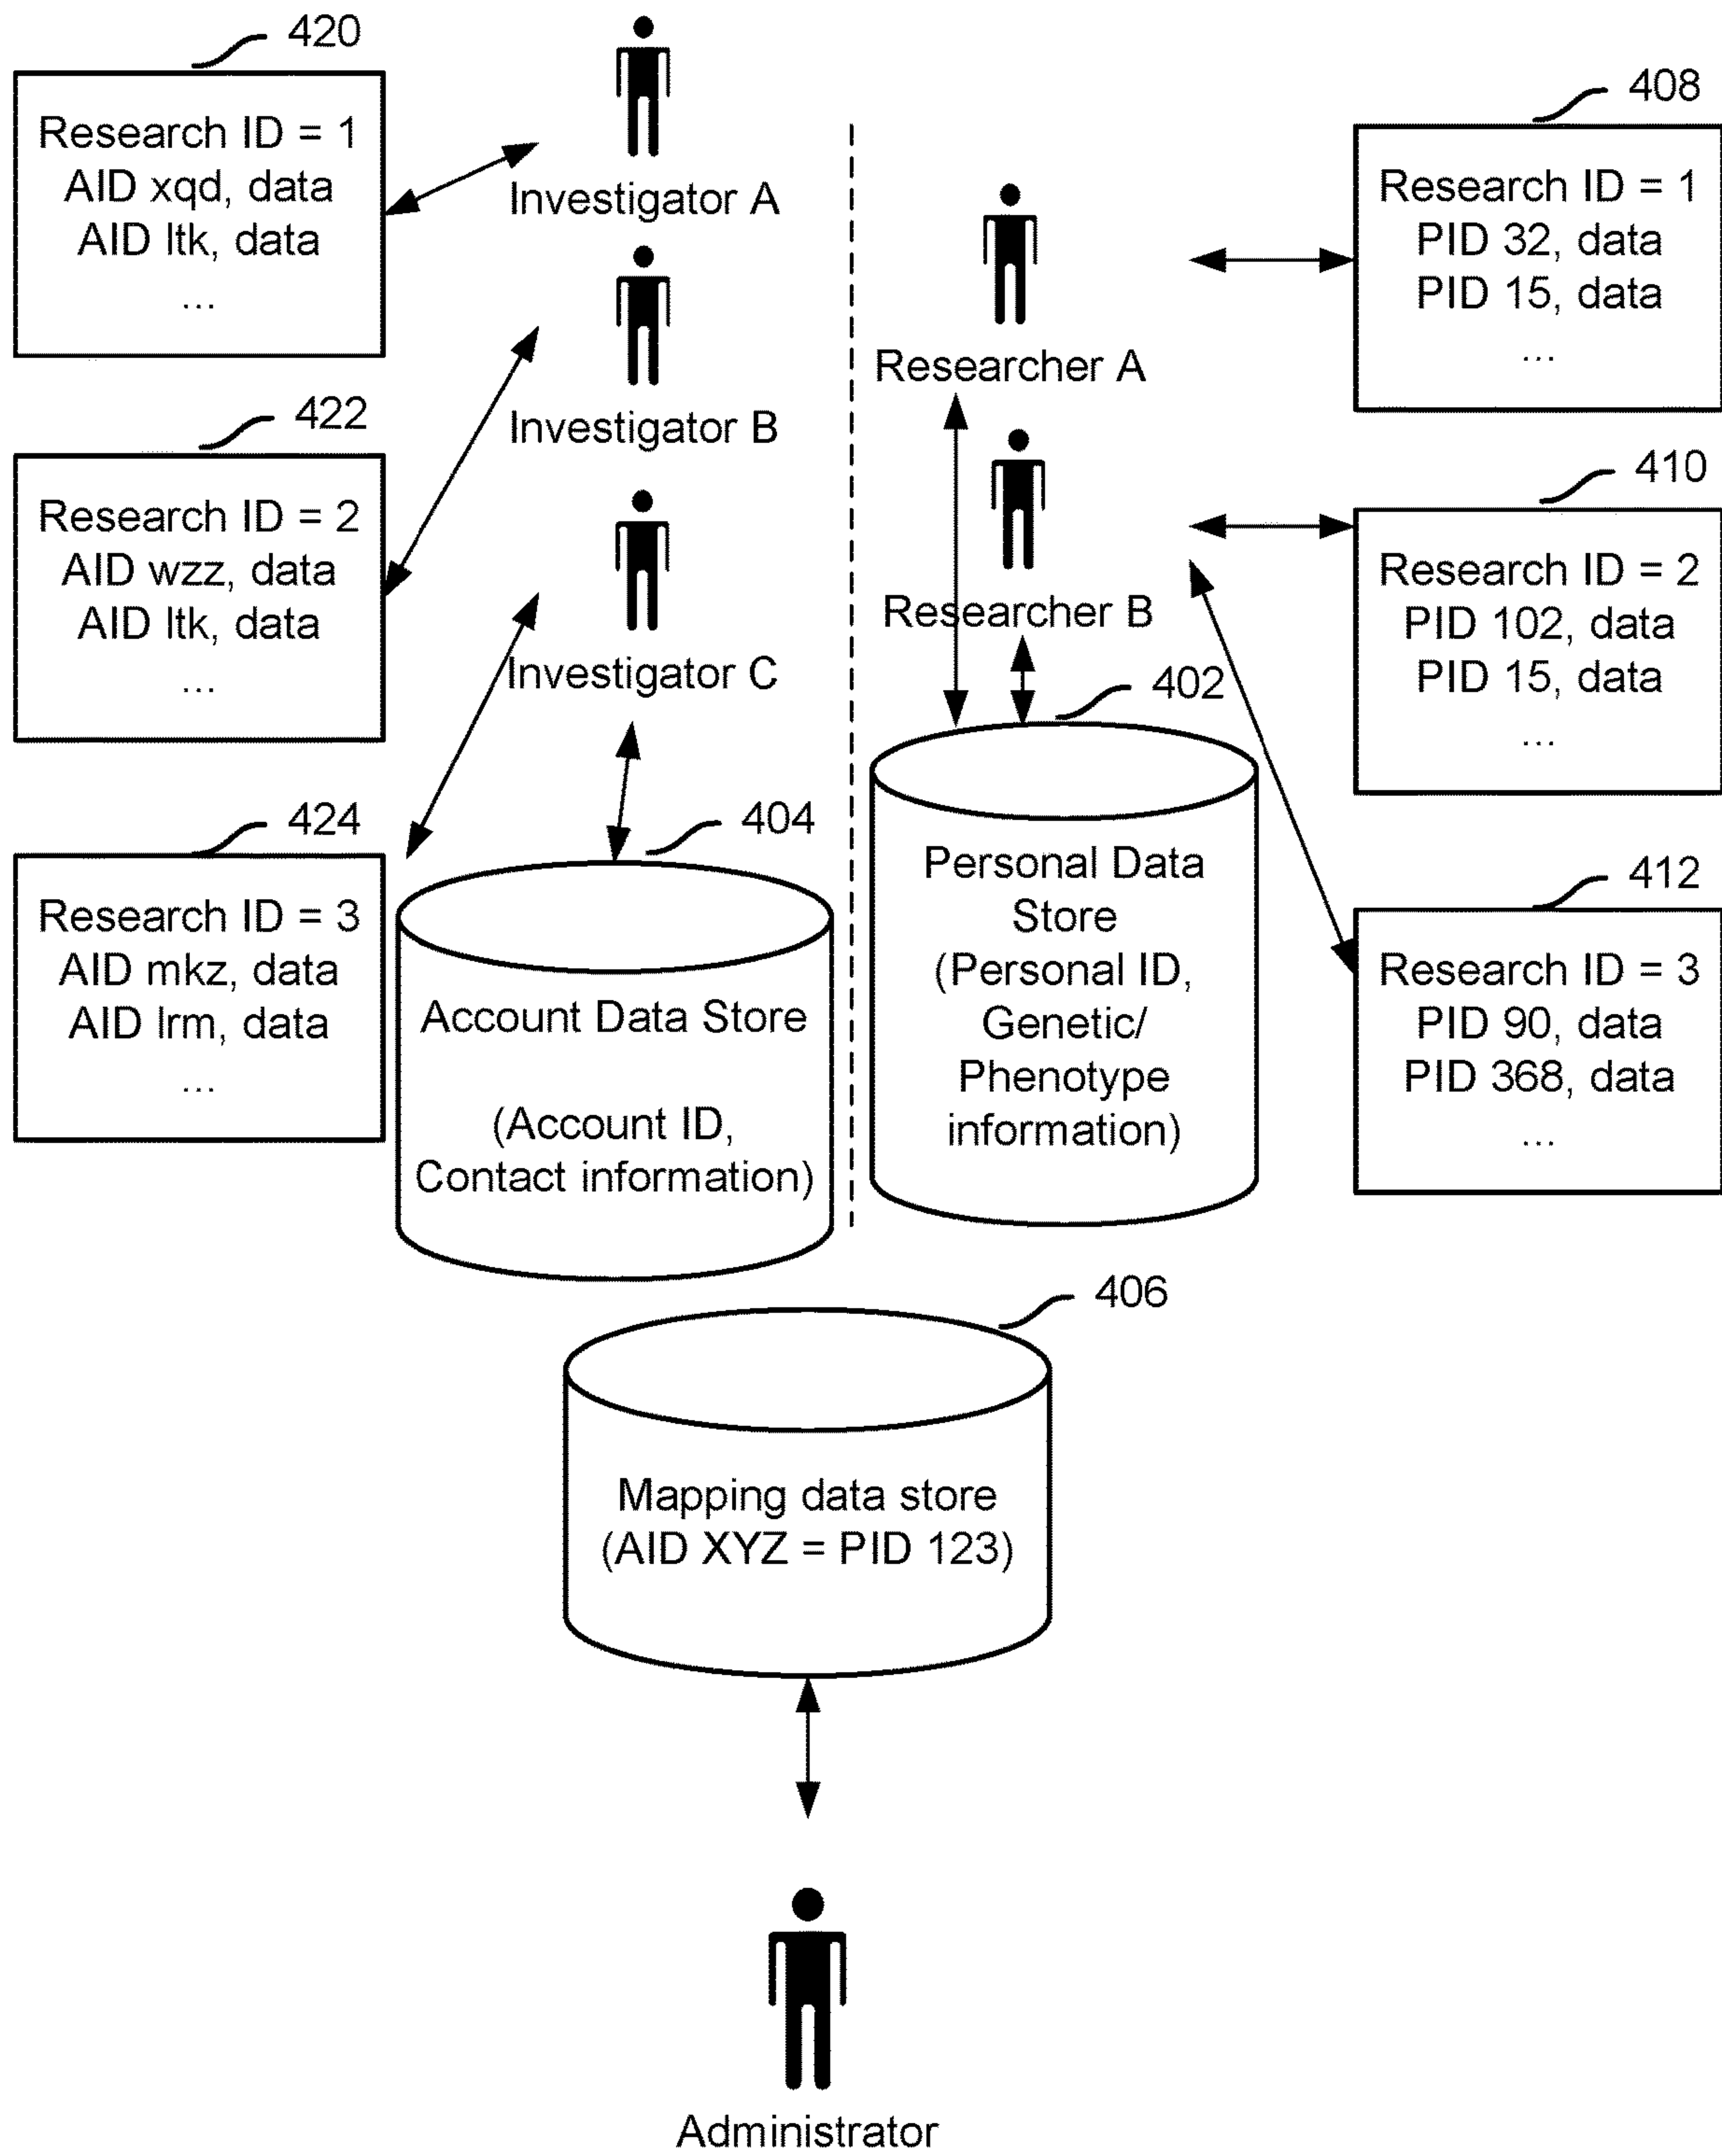 420
Research ID = 1
AID xqd, data
AID ltk, data
...
Investigator A
Investigator B
422
Research ID = 2
AID wzz, data
AID ltk, data
...
Investigator C
424
Research ID = 3
AID mkz, data
AID lrm, data
...
404
Account Data Store
(Account ID,
Contact information)
408
Research ID = 1
PID 32, data
PID 15, data
...
Researcher A
410
Research ID = 2
PID 102, data
PID 15, data
...
Researcher B
402
Personal Data
Store
(Personal ID,
Genetic/
Phenotype
information)
412
Research ID = 3
PID 90, data
PID 368, data
...
406
Mapping data store
(AID XYZ = PID 123)
Administrator